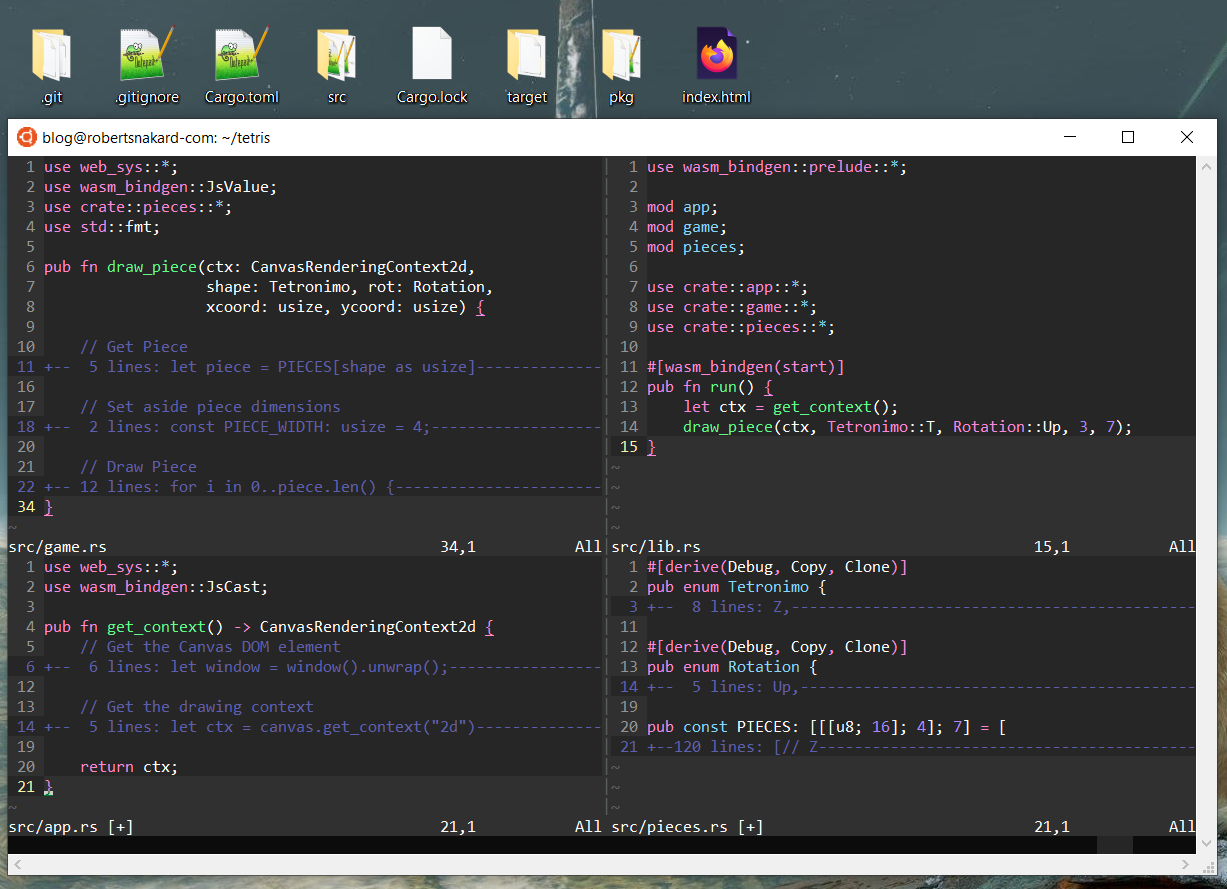 .git .gitignore Cargo.toml src Cargo.lock target pkg index.html
blog@robertsnakard-com: ~/tetris
1 use web_sys::*;
2 use wasm_bindgen::JsValue;
3 use crate::pieces::*;
4 use std::fmt;
5
6 pub fn draw_piece(ctx: CanvasRenderingContext2d,
7                   shape: Tetronimo, rot: Rotation,
8                   xcoord: usize, ycoord: usize) {
9
10     // Get Piece
11 +--  5 lines: let piece = PIECES[shape as usize]--------------
16
17     // Set aside piece dimensions
18 +--  2 lines: const PIECE_WIDTH: usize = 4;-------------------
20
21     // Draw Piece
22 +-- 12 lines: for i in 0..piece.len() {-----------------------
34 }
~
src/game.rs 34,1 All
1 use wasm_bindgen::prelude::*;
2
3 mod app;
4 mod game;
5 mod pieces;
6
7 use crate::app::*;
8 use crate::game::*;
9 use crate::pieces::*;
10
11 #[wasm_bindgen(start)]
12 pub fn run() {
13     let ctx = get_context();
14     draw_piece(ctx, Tetronimo::T, Rotation::Up, 3, 7);
15 }
~
~
~
~
src/lib.rs 15,1 All
1 use web_sys::*;
2 use wasm_bindgen::JsCast;
3
4 pub fn get_context() -> CanvasRenderingContext2d {
5     // Get the Canvas DOM element
6 +--  6 lines: let window = window().unwrap();-----------------
12
13     // Get the drawing context
14 +--  5 lines: let ctx = canvas.get_context("2d")--------------
19
20     return ctx;
21 }
~
src/app.rs [+] 21,1 All
1 #[derive(Debug, Copy, Clone)]
2 pub enum Tetronimo {
3 +--  8 lines: Z,---------------------------------------------
11
12 #[derive(Debug, Copy, Clone)]
13 pub enum Rotation {
14 +--  5 lines: Up,--------------------------------------------
19
20 pub const PIECES: [[[u8; 16]; 4]; 7] = [
21 +--120 lines: [// Z------------------------------------------
~
~
~
src/pieces.rs [+] 21,1 All